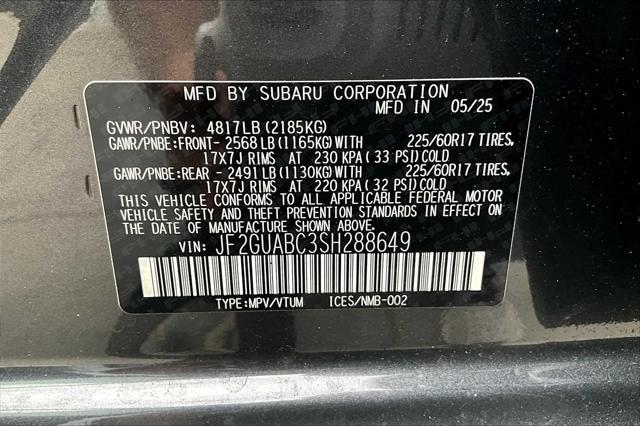 MFD BY SUBARU CORPORATION
MFD IN 05/25
GVWR/PNBV: 4817LB(2185KG)
GAWR/PNBE:FRONT- 2568LB(1165KG)WITH 225/60R17 TIRES,
17X7J RIMS AT 230 KPA(33 PSI)COLD
GAWR/PNBE:REAR - 2491LB(1130KG)WITH 225/60R17 TIRES,
17X7J RIMS AT 220 KPA(32 PSI)COLD
THIS VEHICLE CONFORMS TO ALL APPLICABLE FEDERAL MOTOR
VEHICLE SAFETY AND THEFT PREVENTION STANDARDS IN EFFECT
ON THE DATE OF MANUFACTURE SHOWN ABOVE.
VIN: JF2GUABC3SH288649
TYPE:MPV/VTUM ICES/NMB-002